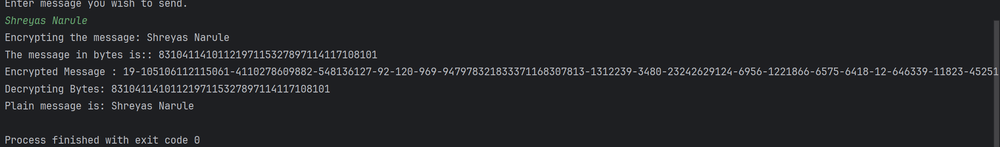 Enter message you wish to send.
Shreyas Narule
Encrypting the message: Shreyas Narule
The message in bytes is:: 83104114101121971153278971141171081​01
Encrypted Message : 19-105106112115061-4110278609882-548136127-92-120-969-9479783218333711683078​13-1312239-3480-23242629124-6956-1221866-6575-6418-12-646339-11823-45251
Decrypting Bytes: 8310411410112197115327897114117108101
Plain message is: Shreyas Narule
Process finished with exit code 0